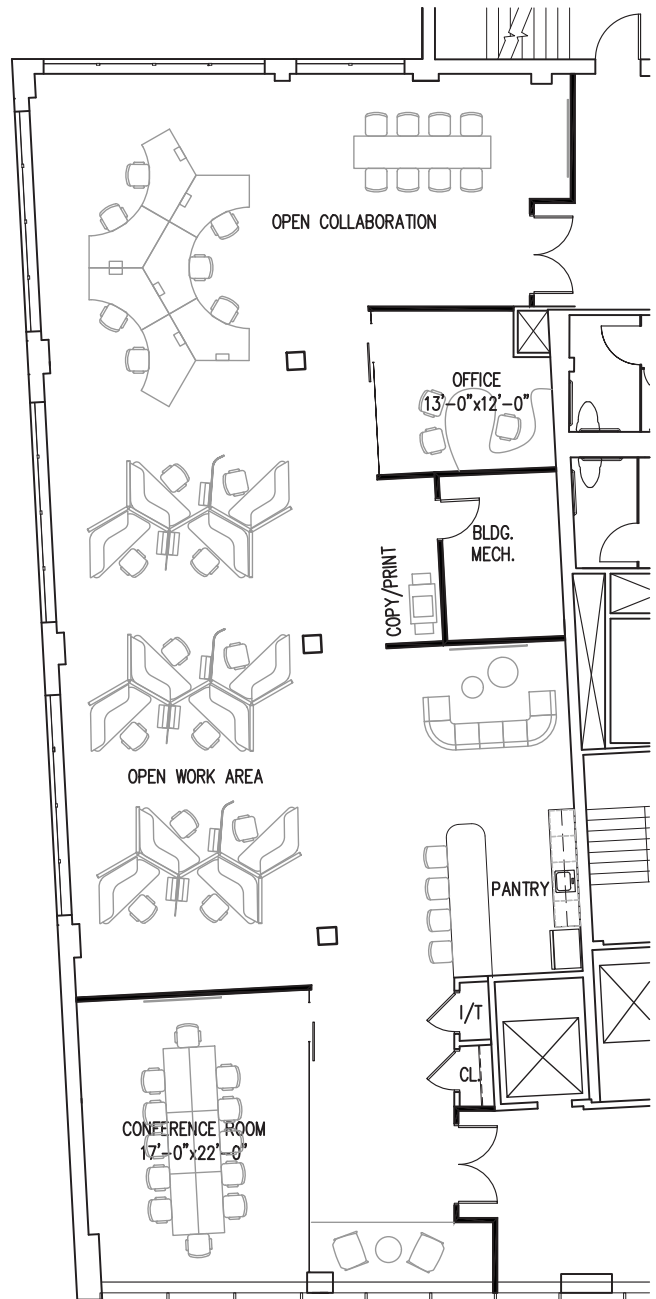 OPEN COLLABORATION
OFFICE
13'-0"x12'-0"
BLDG.
MECH.
COPY/PRINT
OPEN WORK AREA
PANTRY
I/T
CL.
CONFERENCE ROOM
17'-0"x22'-0"